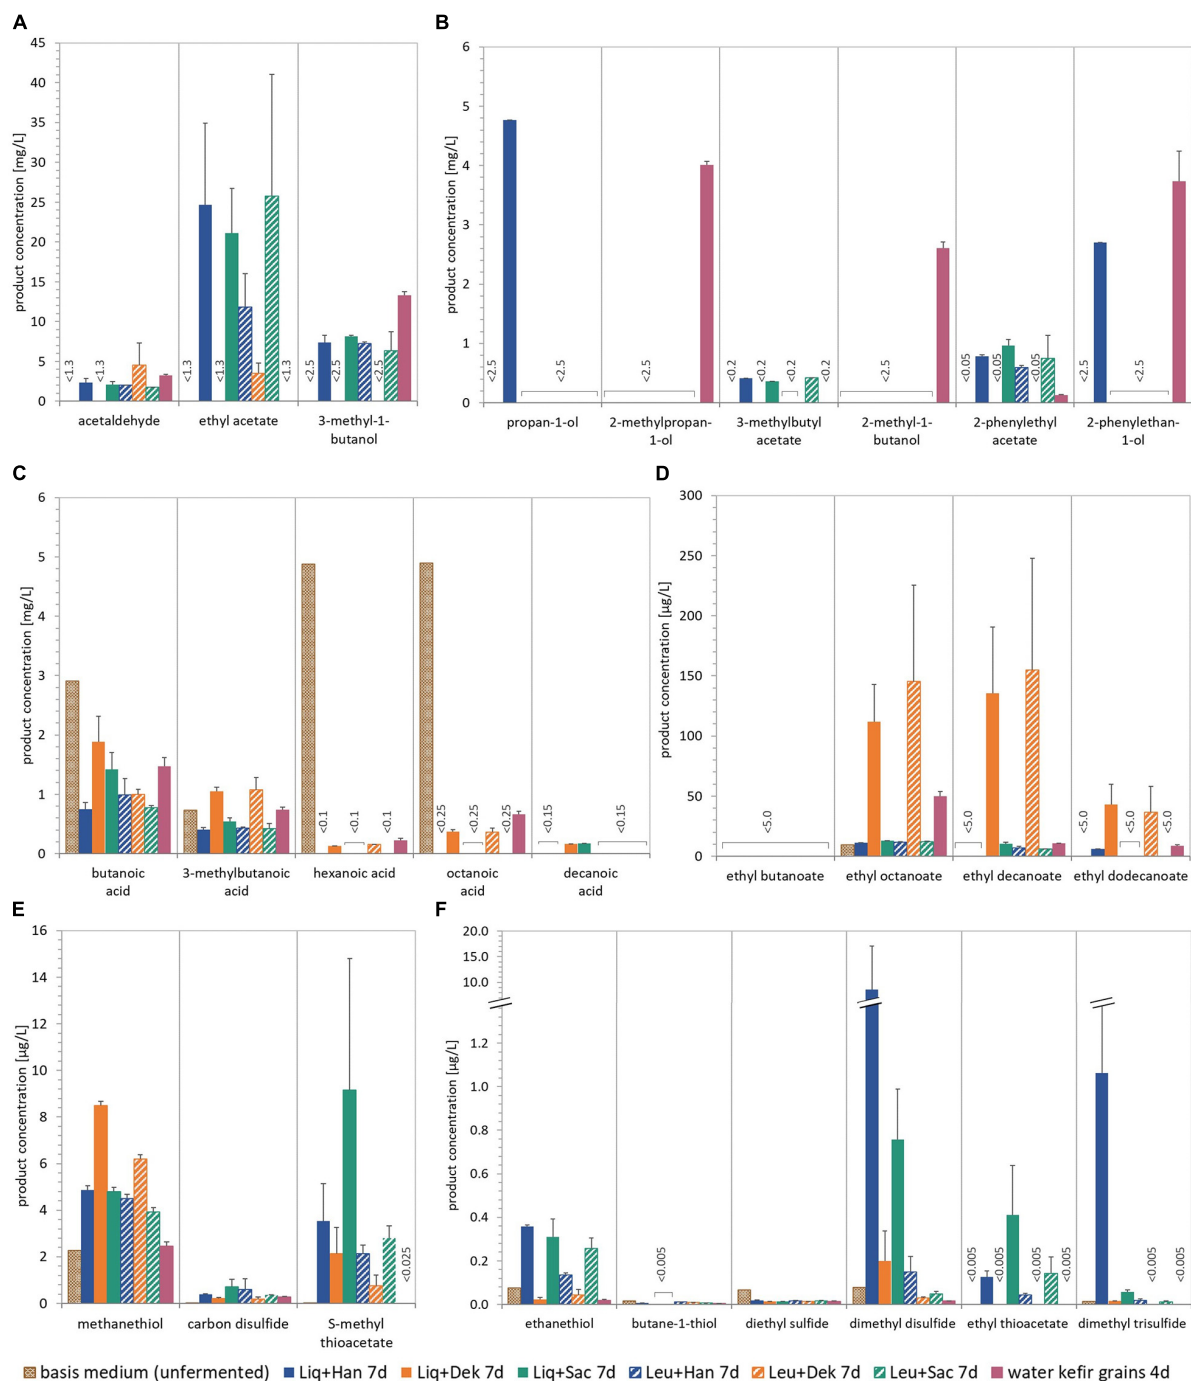 A
product concentration [mg/L]
45
40
35
30
25
20
15
10
5
0
<1.3
<1.3
<1.3
<1.3
<1.3
<2.5
<2.5
<2.5
acetaldehyde
ethyl acetate
3-methyl-1-
butanol
B
product concentration [mg/L]
6
5
4
3
2
1
0
<2.5
<2.5
<2.5
<0.2
<0.2
<0.2
<0.2
<2.5
<0.05
<0.05
<0.05
<2.5
<2.5
propan-1-ol
2-methylpropan-
1-ol
3-methylbutyl
acetate
2-methyl-1-
butanol
2-phenylethyl
acetate
2-phenylethan-
1-ol
C
product concentration [mg/L]
6
5
4
3
2
1
0
<0.1
<0.1
<0.1
<0.25
<0.25
<0.25
<0.15
<0.15
butanoic
acid
3-methylbutanoic
acid
hexanoic acid
octanoic
acid
decanoic
acid
D
product concentration [µg/L]
300
250
200
150
100
50
0
<5.0
<5.0
<5.0
<5.0
<5.0
ethyl butanoate
ethyl octanoate
ethyl decanoate
ethyl dodecanoate
E
product concentration [µg/L]
16
14
12
10
8
6
4
2
0
<0.025
methanethiol
carbon disulfide
S-methyl
thioacetate
F
product concentration [µg/L]
20.0
15.0
10.0
1.2
1.0
0.8
0.6
0.4
0.2
0.0
<0.005
<0.005
<0.005
<0.005
<0.005
<0.005
<0.005
ethanethiol
butane-1-thiol
diethyl sulfide
dimethyl disulfide
ethyl thioacetate
dimethyl trisulfide
basis medium (unfermented) Liq+Han 7d Liq+Dek 7d Liq+Sac 7d Leu+Han 7d Leu+Dek 7d Leu+Sac 7d water kefir grains 4d